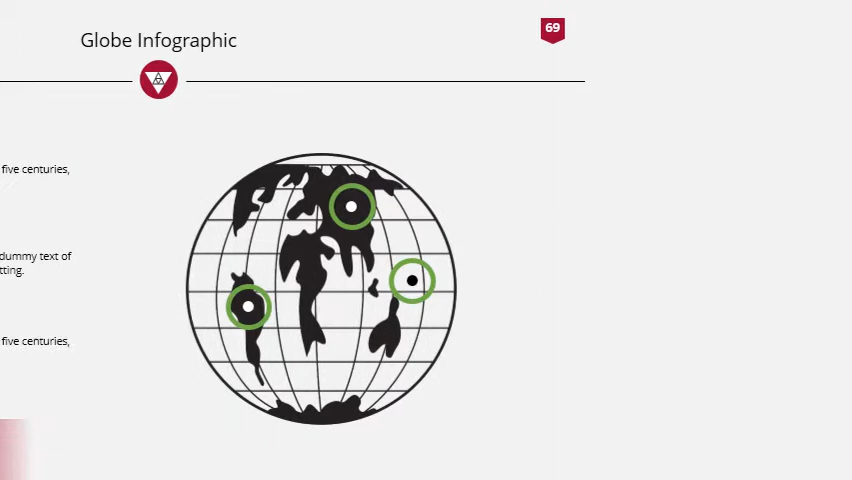 Globe Infographic
69
five centuries,
dummy text of
tting.
five centuries,